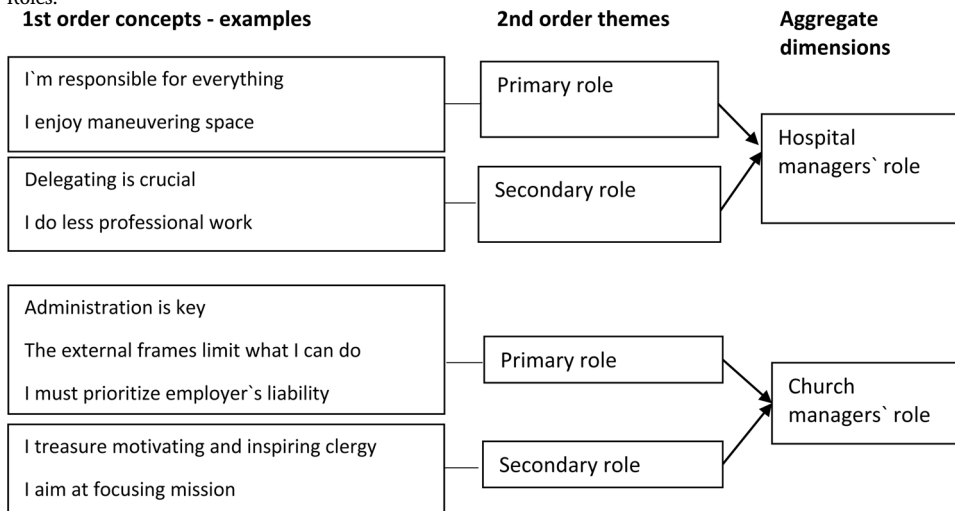 Roles.
1st order concepts - examples
2nd order themes
Aggregate
dimensions
I`m responsible for everything
I enjoy maneuvering space
Primary role
Delegating is crucial
I do less professional work
Secondary role
Hospital
managers` role
Administration is key
The external frames limit what I can do
I must prioritize employer`s liability
Primary role
I treasure motivating and inspiring clergy
I aim at focusing mission
Secondary role
Church
managers` role